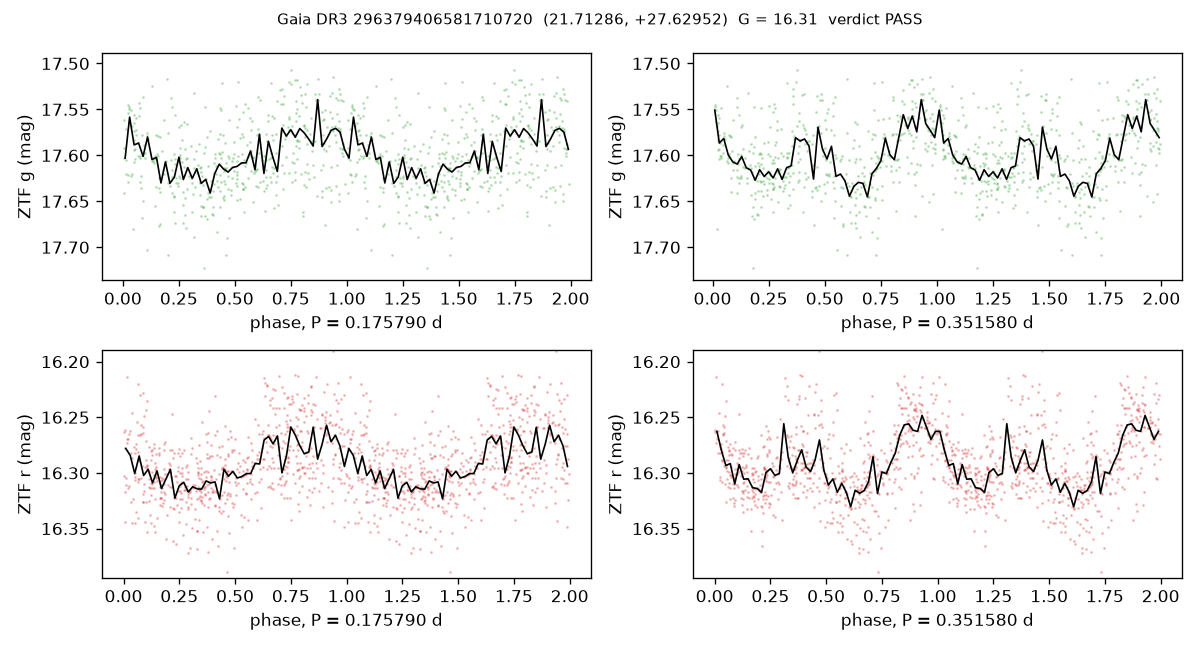 Gaia DR3 296379406581710720  (21.71286, +27.62952)  G = 16.31  verdict PASS
ZTF g (mag)
17.50
17.55
17.60
17.65
17.70
0.00 0.25 0.50 0.75 1.00 1.25 1.50 1.75 2.00
phase, P = 0.175790 d
ZTF g (mag)
17.50
17.55
17.60
17.65
17.70
0.00 0.25 0.50 0.75 1.00 1.25 1.50 1.75 2.00
phase, P = 0.351580 d
ZTF r (mag)
16.20
16.25
16.30
16.35
0.00 0.25 0.50 0.75 1.00 1.25 1.50 1.75 2.00
phase, P = 0.175790 d
ZTF r (mag)
16.20
16.25
16.30
16.35
0.00 0.25 0.50 0.75 1.00 1.25 1.50 1.75 2.00
phase, P = 0.351580 d